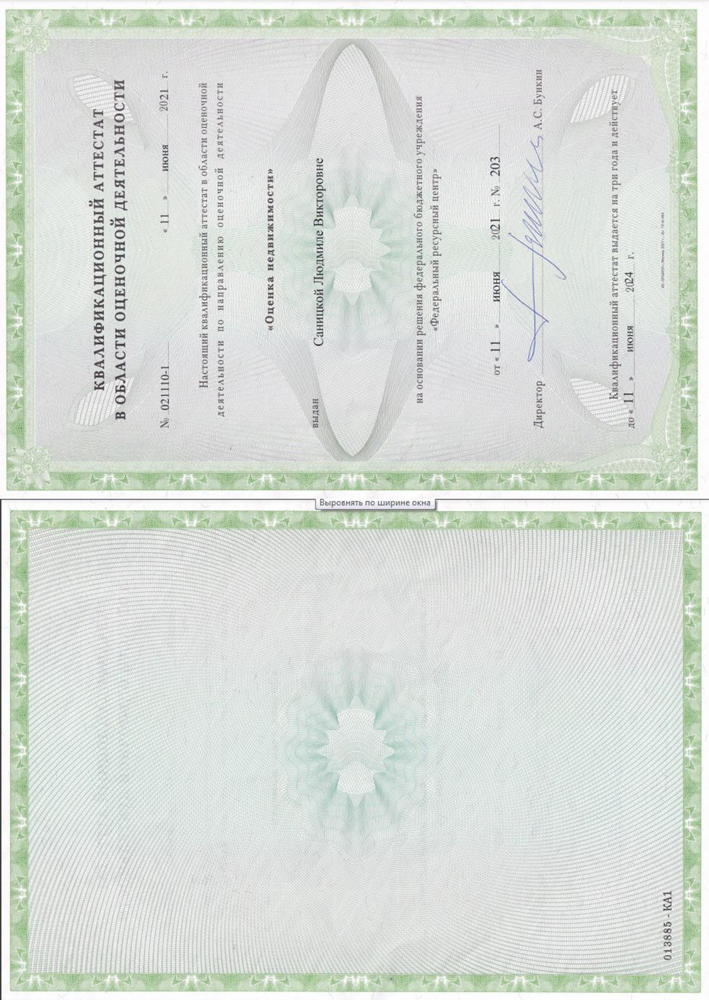 КВАЛИФИКАЦИОННЫЙ АТТЕСТАТ
В ОБЛАСТИ ОЦЕНОЧНОЙ ДЕЯТЕЛЬНОСТИ
№ 021110-1 « 11 » июня 2021 г.
Настоящий квалификационный аттестат в области оценочной
деятельности по направлению оценочной деятельности
«Оценка недвижимости»
выдан Саницкой Людмиле Викторовне
на основании решения федерального бюджетного учреждения
«Федеральный ресурсный центр»
от « 11 » июня 2021 г. № 203
Директор А.С. Бункин
Квалификационный аттестат выдается на три года и действует
до « 11 » июня 2024 г.
Выровнять по ширине окна
013885 - КА1